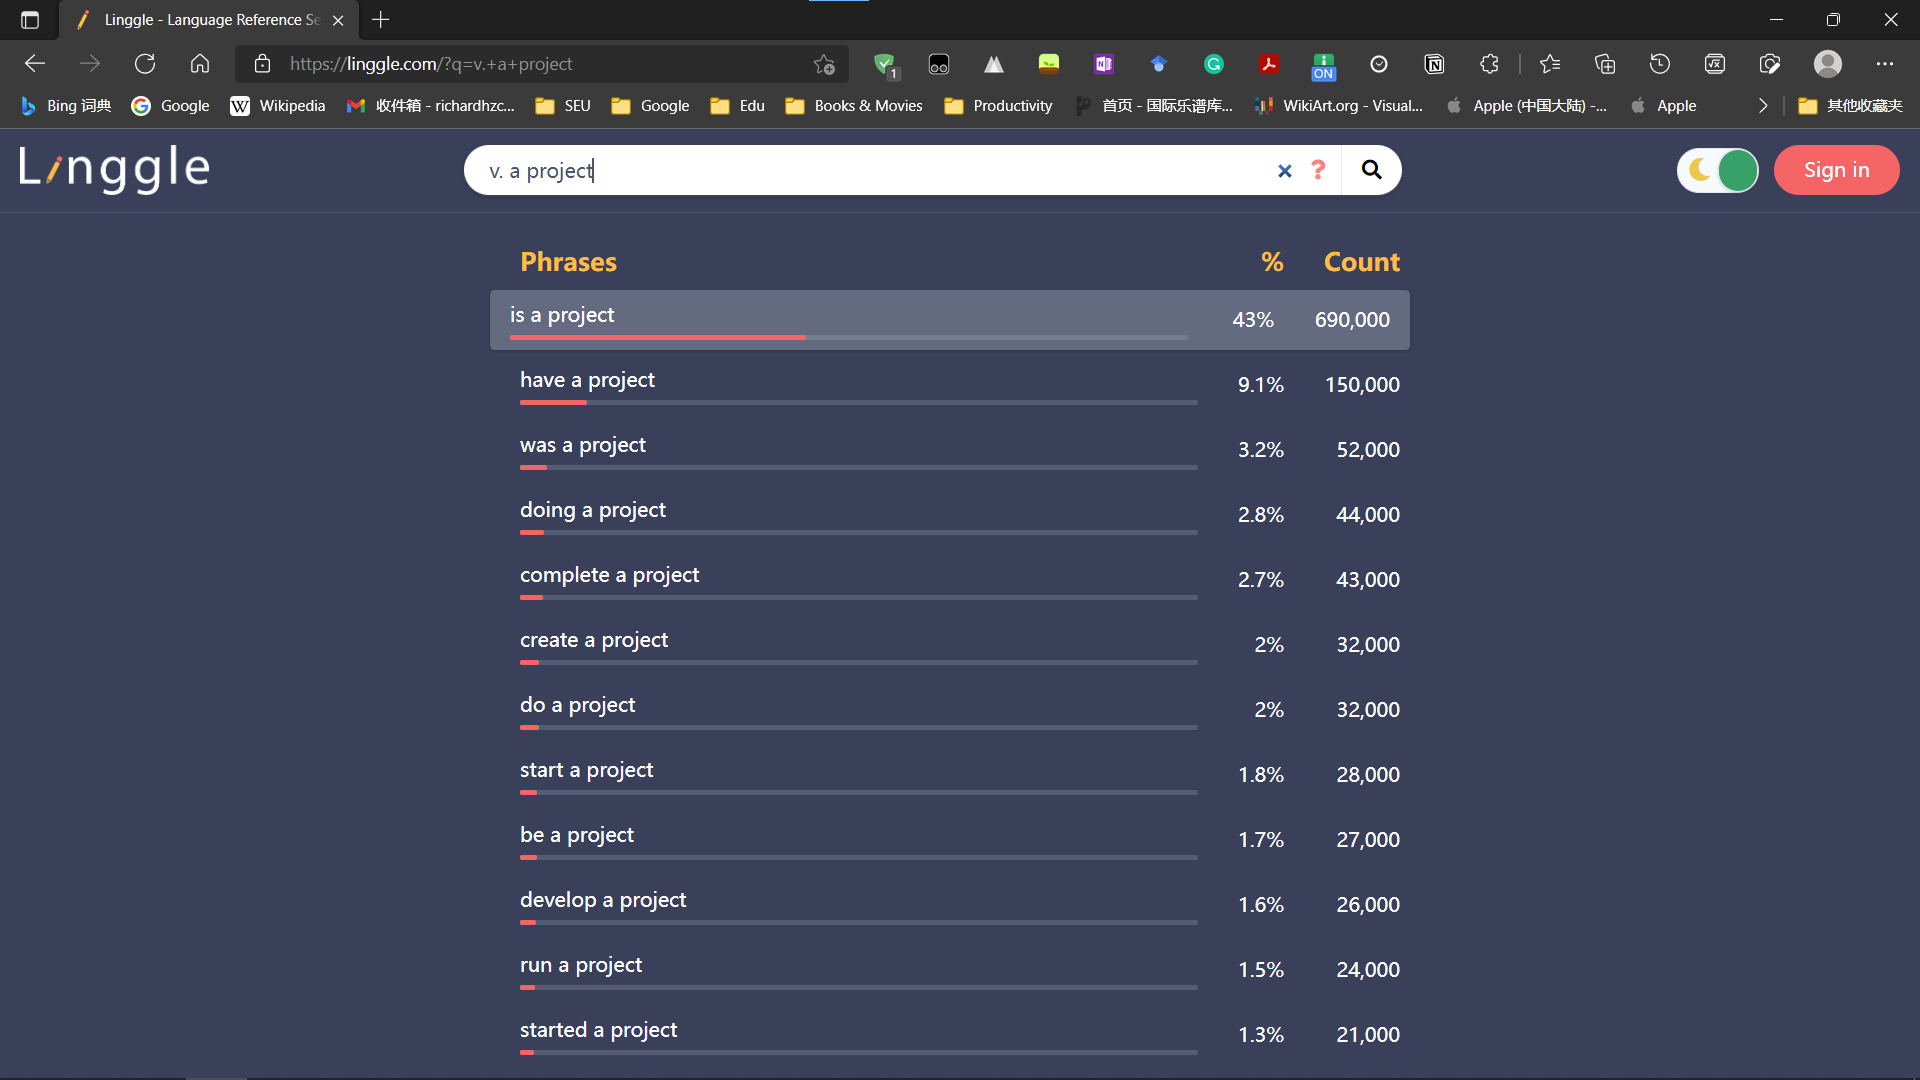 Linggle - Language Reference Se
https://linggle.com/?q=v.+a+project
1
ON
Bing 词典 Google Wikipedia 收件箱 - richardhzc... SEU Google Edu Books & Movies Productivity 首页 - 国际乐谱库... WikiArt.org - Visual... Apple (中国大陆) -... Apple 其他收藏夹
Linggle v. a project ? Sign in
Phrases % Count
is a project 43% 690,000
have a project 9.1% 150,000
was a project 3.2% 52,000
doing a project 2.8% 44,000
complete a project 2.7% 43,000
create a project 2% 32,000
do a project 2% 32,000
start a project 1.8% 28,000
be a project 1.7% 27,000
develop a project 1.6% 26,000
run a project 1.5% 24,000
started a project 1.3% 21,000